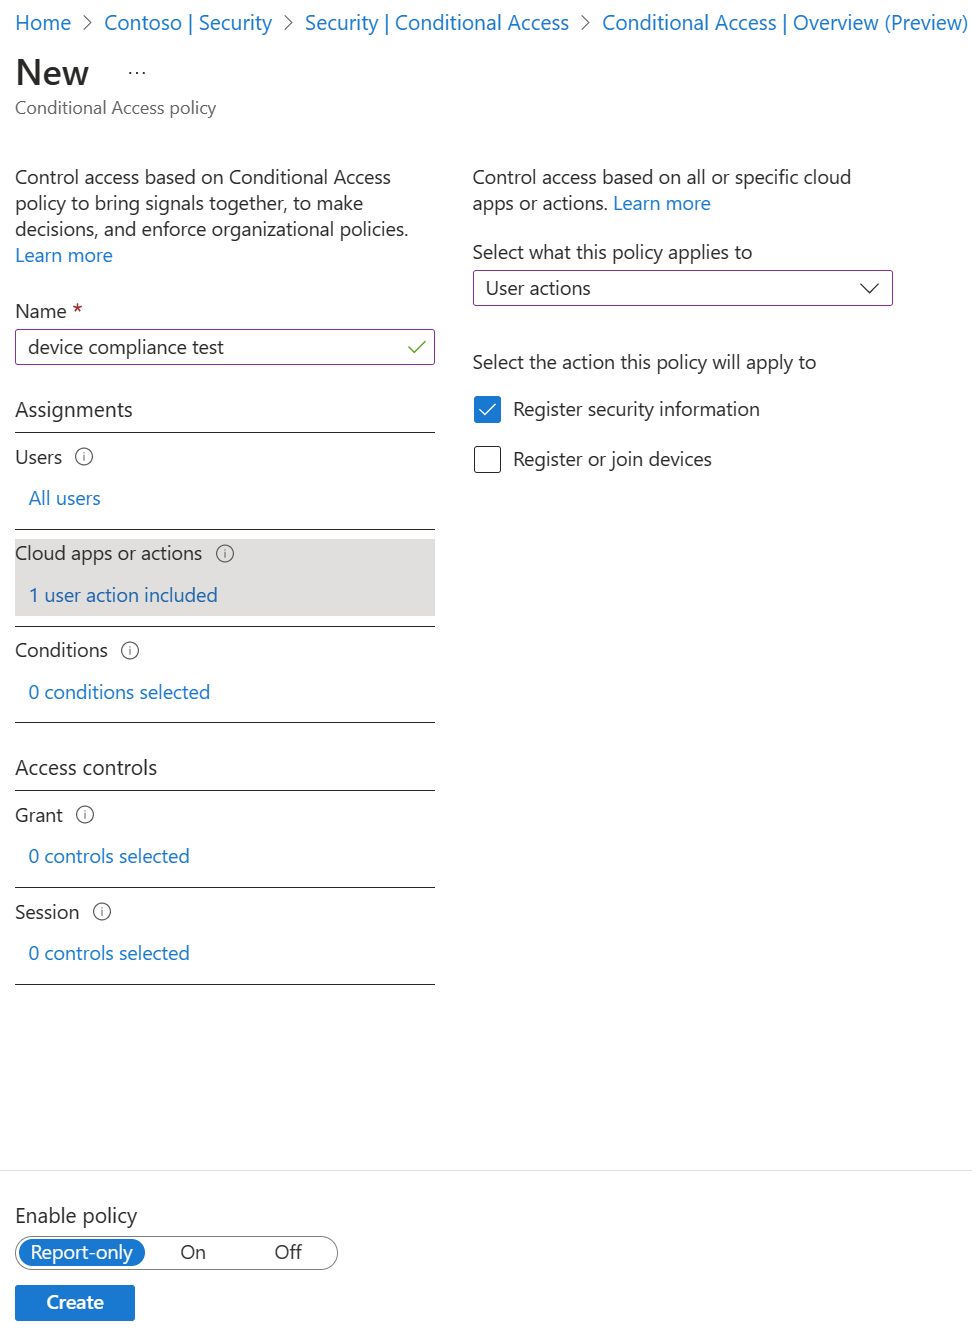 Home > Contoso | Security > Security | Conditional Access > Conditional Access | Overview (Preview)
New ...
Conditional Access policy
Control access based on Conditional Access
policy to bring signals together, to make
decisions, and enforce organizational policies.
Learn more
Name *
device compliance test
Assignments
Users
All users
Cloud apps or actions
1 user action included
Conditions
0 conditions selected
Access controls
Grant
0 controls selected
Session
0 controls selected
Control access based on all or specific cloud
apps or actions. Learn more
Select what this policy applies to
User actions
Select the action this policy will apply to
Register security information
Register or join devices
Enable policy
Report-only On Off
Create